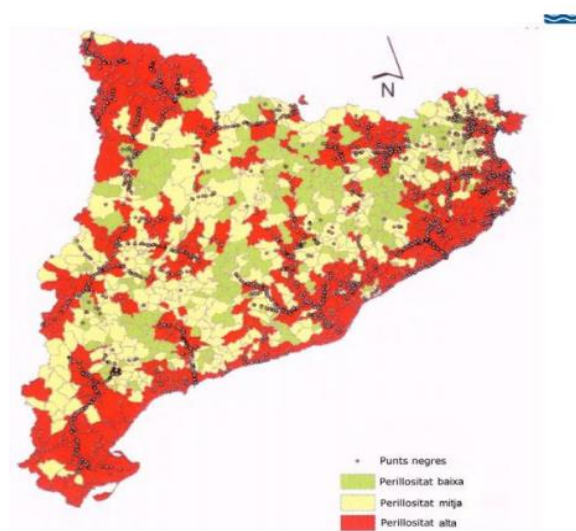 N
Punts negres
Perillositat baixa
Perillositat mitja
Perillositat alta